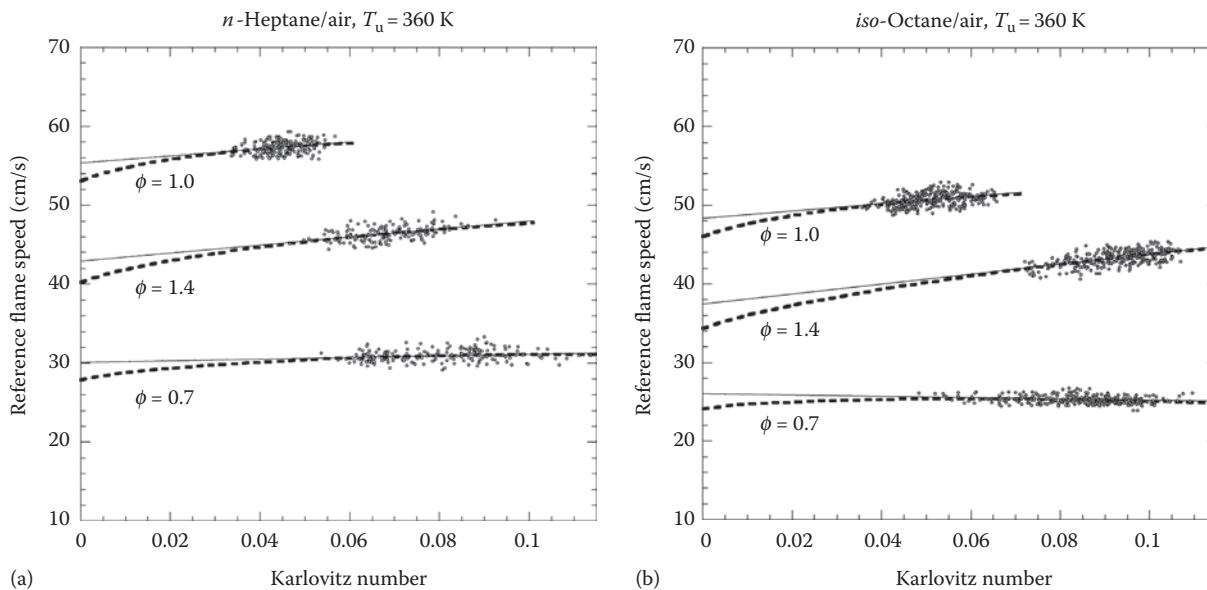 n-Heptane/air, Tu = 360 K
70
60
50
40
30
20
10
Reference flame speed (cm/s)
ϕ = 1.0
ϕ = 1.4
ϕ = 0.7
0
0.02
0.04
0.06
0.08
0.1
(a)
Karlovitz number
iso-Octane/air, Tu = 360 K
70
60
50
40
30
20
10
Reference flame speed (cm/s)
ϕ = 1.0
ϕ = 1.4
ϕ = 0.7
0
0.02
0.04
0.06
0.08
0.1
(b)
Karlovitz number